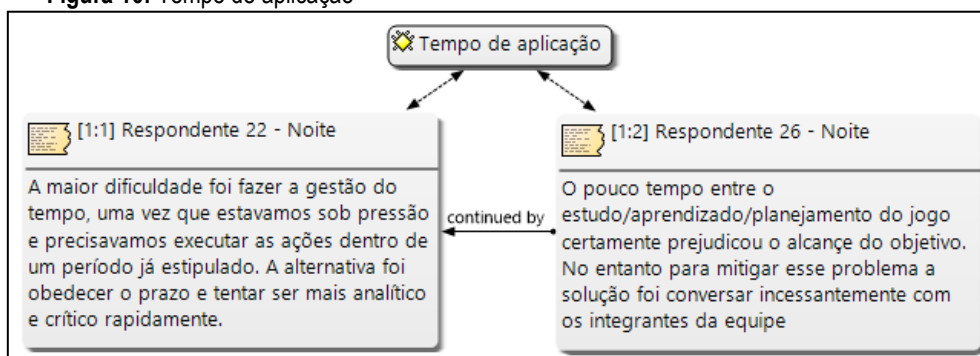 Figura Tempo de aplicação
Tempo de aplicação
[1:1] Respondente 22 - Noite
A maior dificuldade foi fazer a gestão do
tempo, uma vez que estavamos sob pressão
e precisavamos executar as ações dentro de
um período já estipulado. A alternativa foi
obedecer o prazo e tentar ser mais analítico
e crítico rapidamente.
continued by
[1:2] Respondente 26 - Noite
O pouco tempo entre o
estudo/aprendizado/planejamento do jogo
certamente prejudicou o alcançe do objetivo.
No entanto para mitigar esse problema a
solução foi conversar incessantemente com
os integrantes da equipe